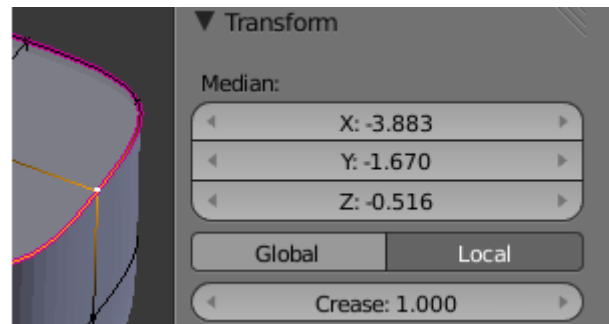 Transform
Median:
X: -3.883
Y: -1.670
Z: -0.516
Global Local
Crease: 1.000